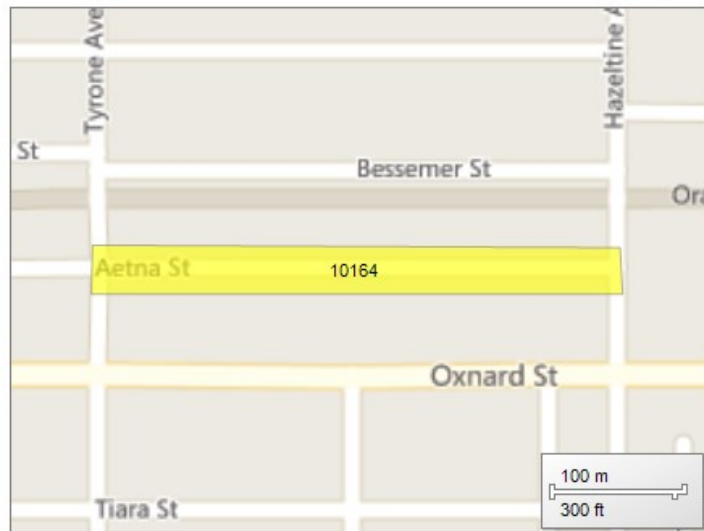 Tyrone Ave
Hazeltine A
St
Bessemer St
Ora
Aetna St
10164
Oxnard St
100 m
300 ft
Tiara St